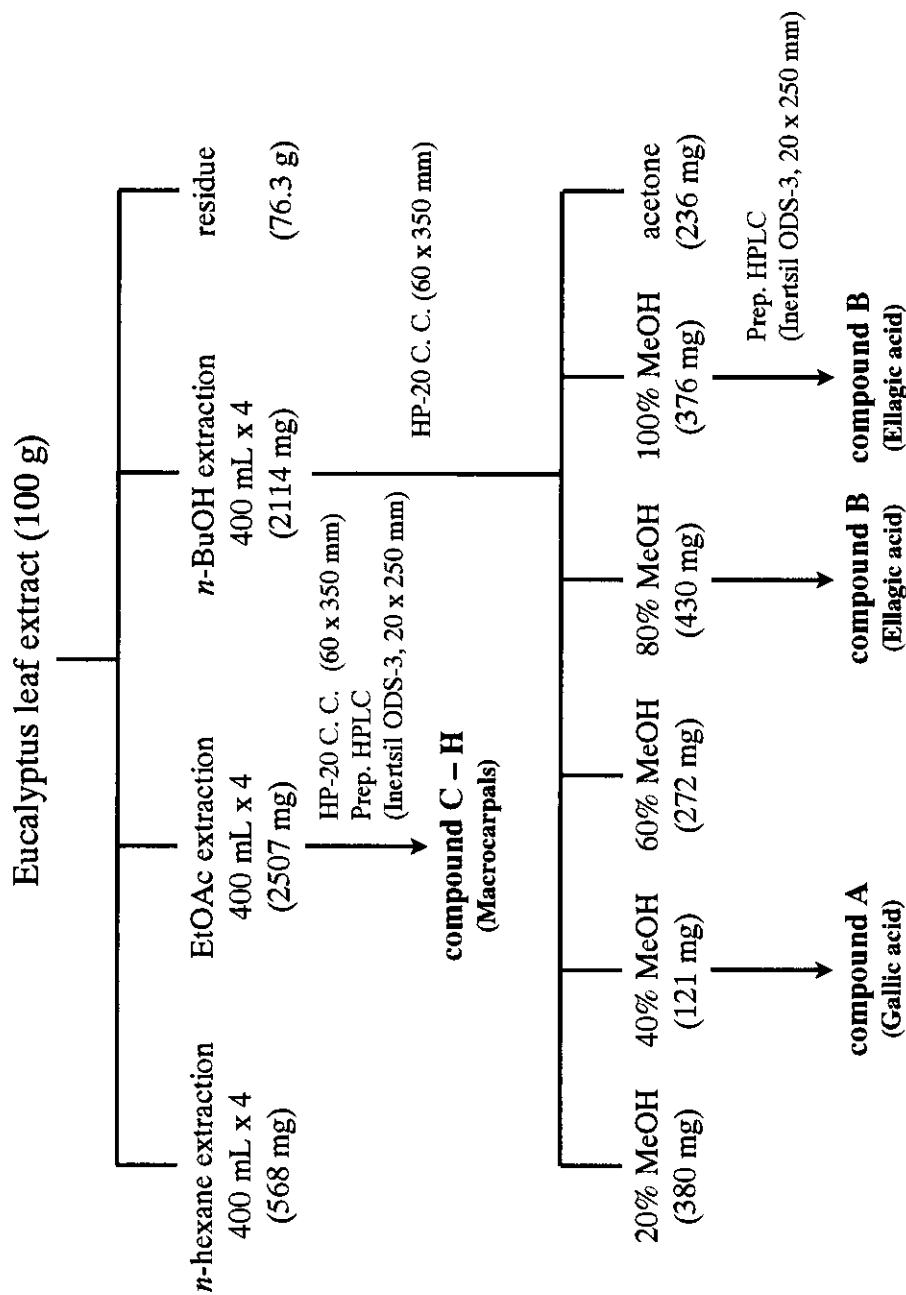 Eucalyptus leaf extract (100 g)
n-hexane extraction
400 mL x 4
(568 mg)
EtOAc extraction
400 mL x 4
(2507 mg)
n-BuOH extraction
400 mL x 4
(2114 mg)
residue
(76.3 g)
HP-20 C. C. (60 x 350 mm)
Prep. HPLC
(Inertsil ODS-3, 20 x 250 mm)
HP-20 C. C. (60 x 350 mm)
compound C – H
(Macrocarpals)
20% MeOH
(380 mg)
40% MeOH
(121 mg)
60% MeOH
(272 mg)
80% MeOH
(430 mg)
100% MeOH
(376 mg)
acetone
(236 mg)
Prep. HPLC
(Inertsil ODS-3, 20 x 250 mm)
compound A
(Gallic acid)
compound B
(Ellagic acid)
compound B
(Ellagic acid)